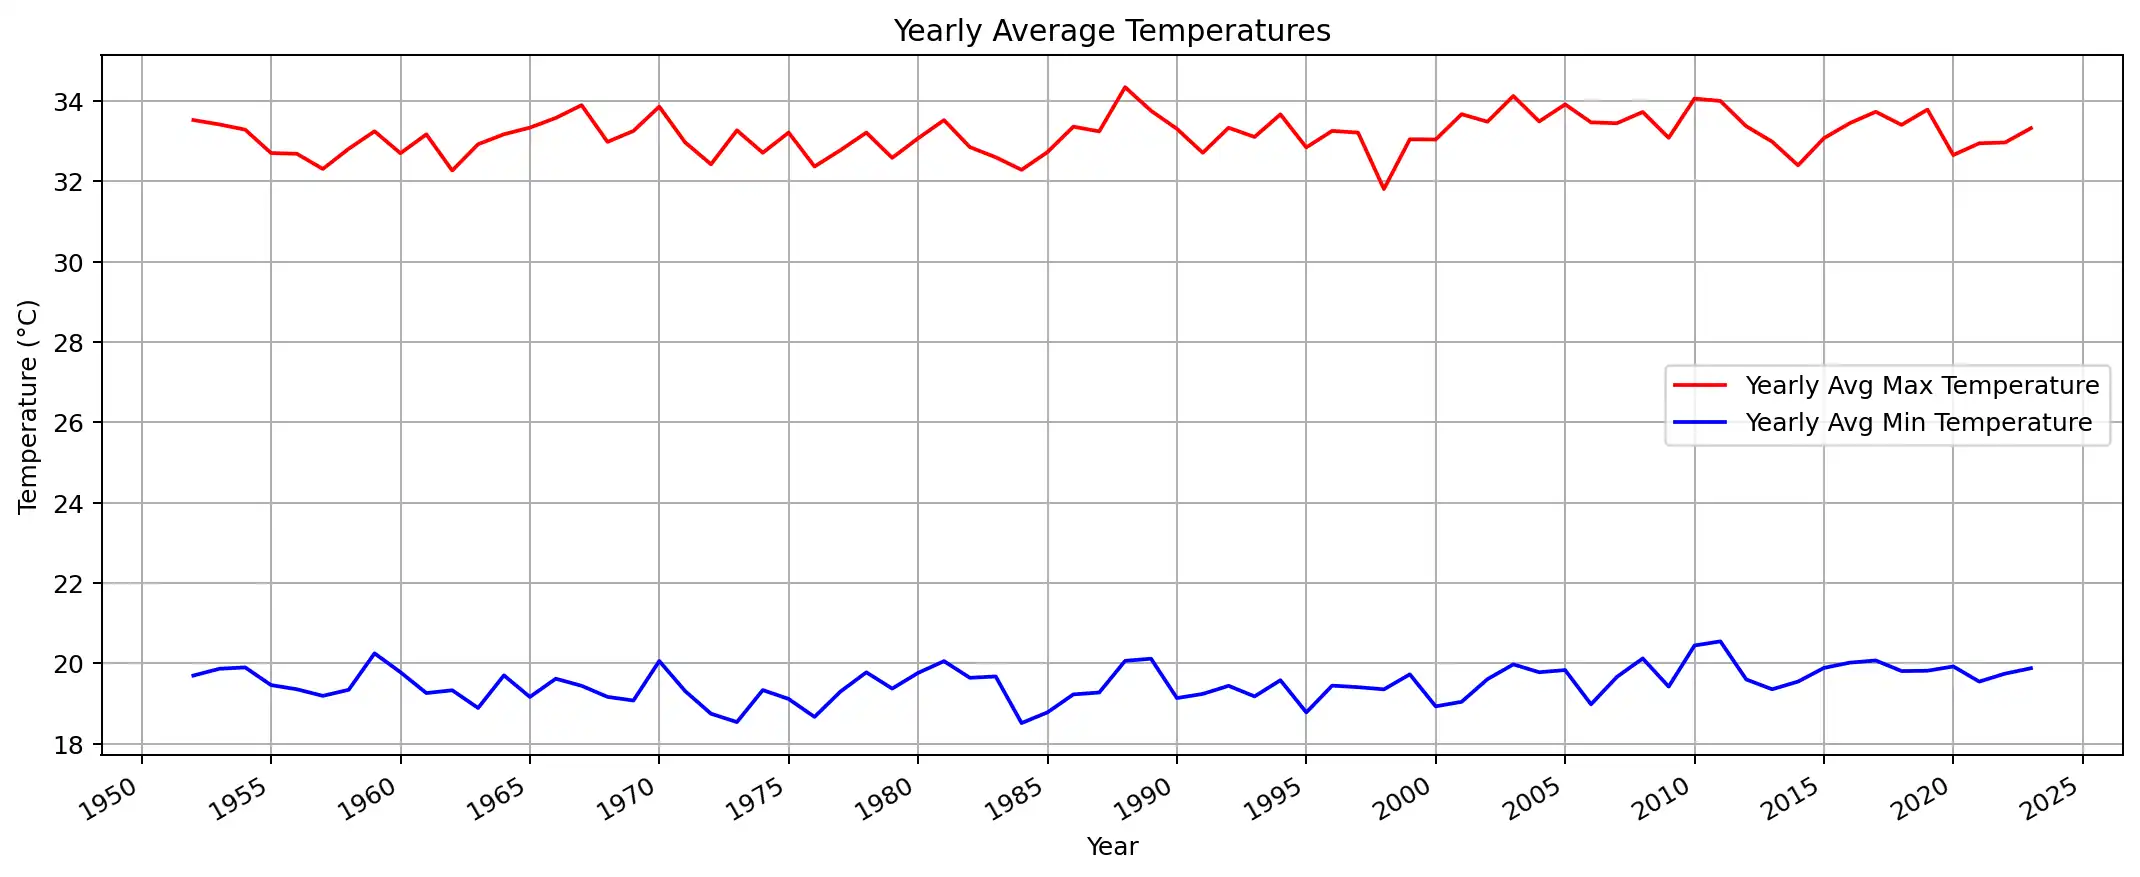 Yearly Average Temperatures
34
32
30
28
26
24
22
20
18
Temperature (°C)
Yearly Avg Max Temperature
Yearly Avg Min Temperature
1950 1955 1960 1965 1970 1975 1980 1985 1990 1995 2000 2005 2010 2015 2020 2025
Year